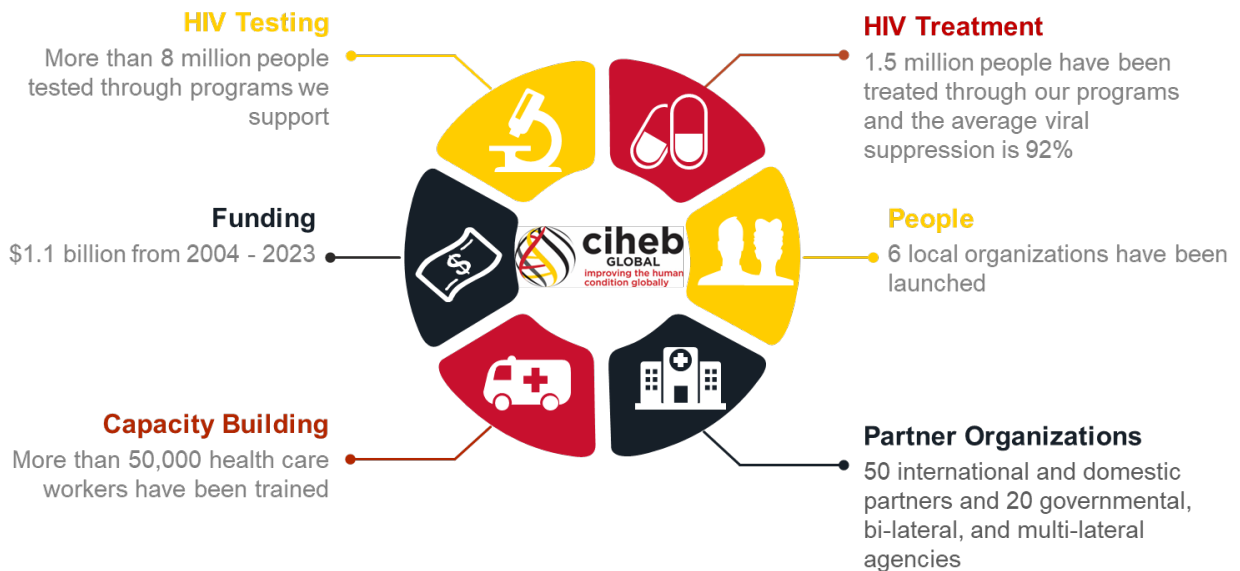 HIV Testing
More than 8 million people
tested through programs we
support
HIV Treatment
1.5 million people have been
treated through our programs
and the average viral
suppression is 92%
Funding
$1.1 billion from 2004 - 2023
$
ciheb
GLOBAL
improving the human
condition globally
People
6 local organizations have been
launched
Capacity Building
More than 50,000 health care
workers have been trained
Partner Organizations
50 international and domestic
partners and 20 governmental,
bi-lateral, and multi-lateral
agencies